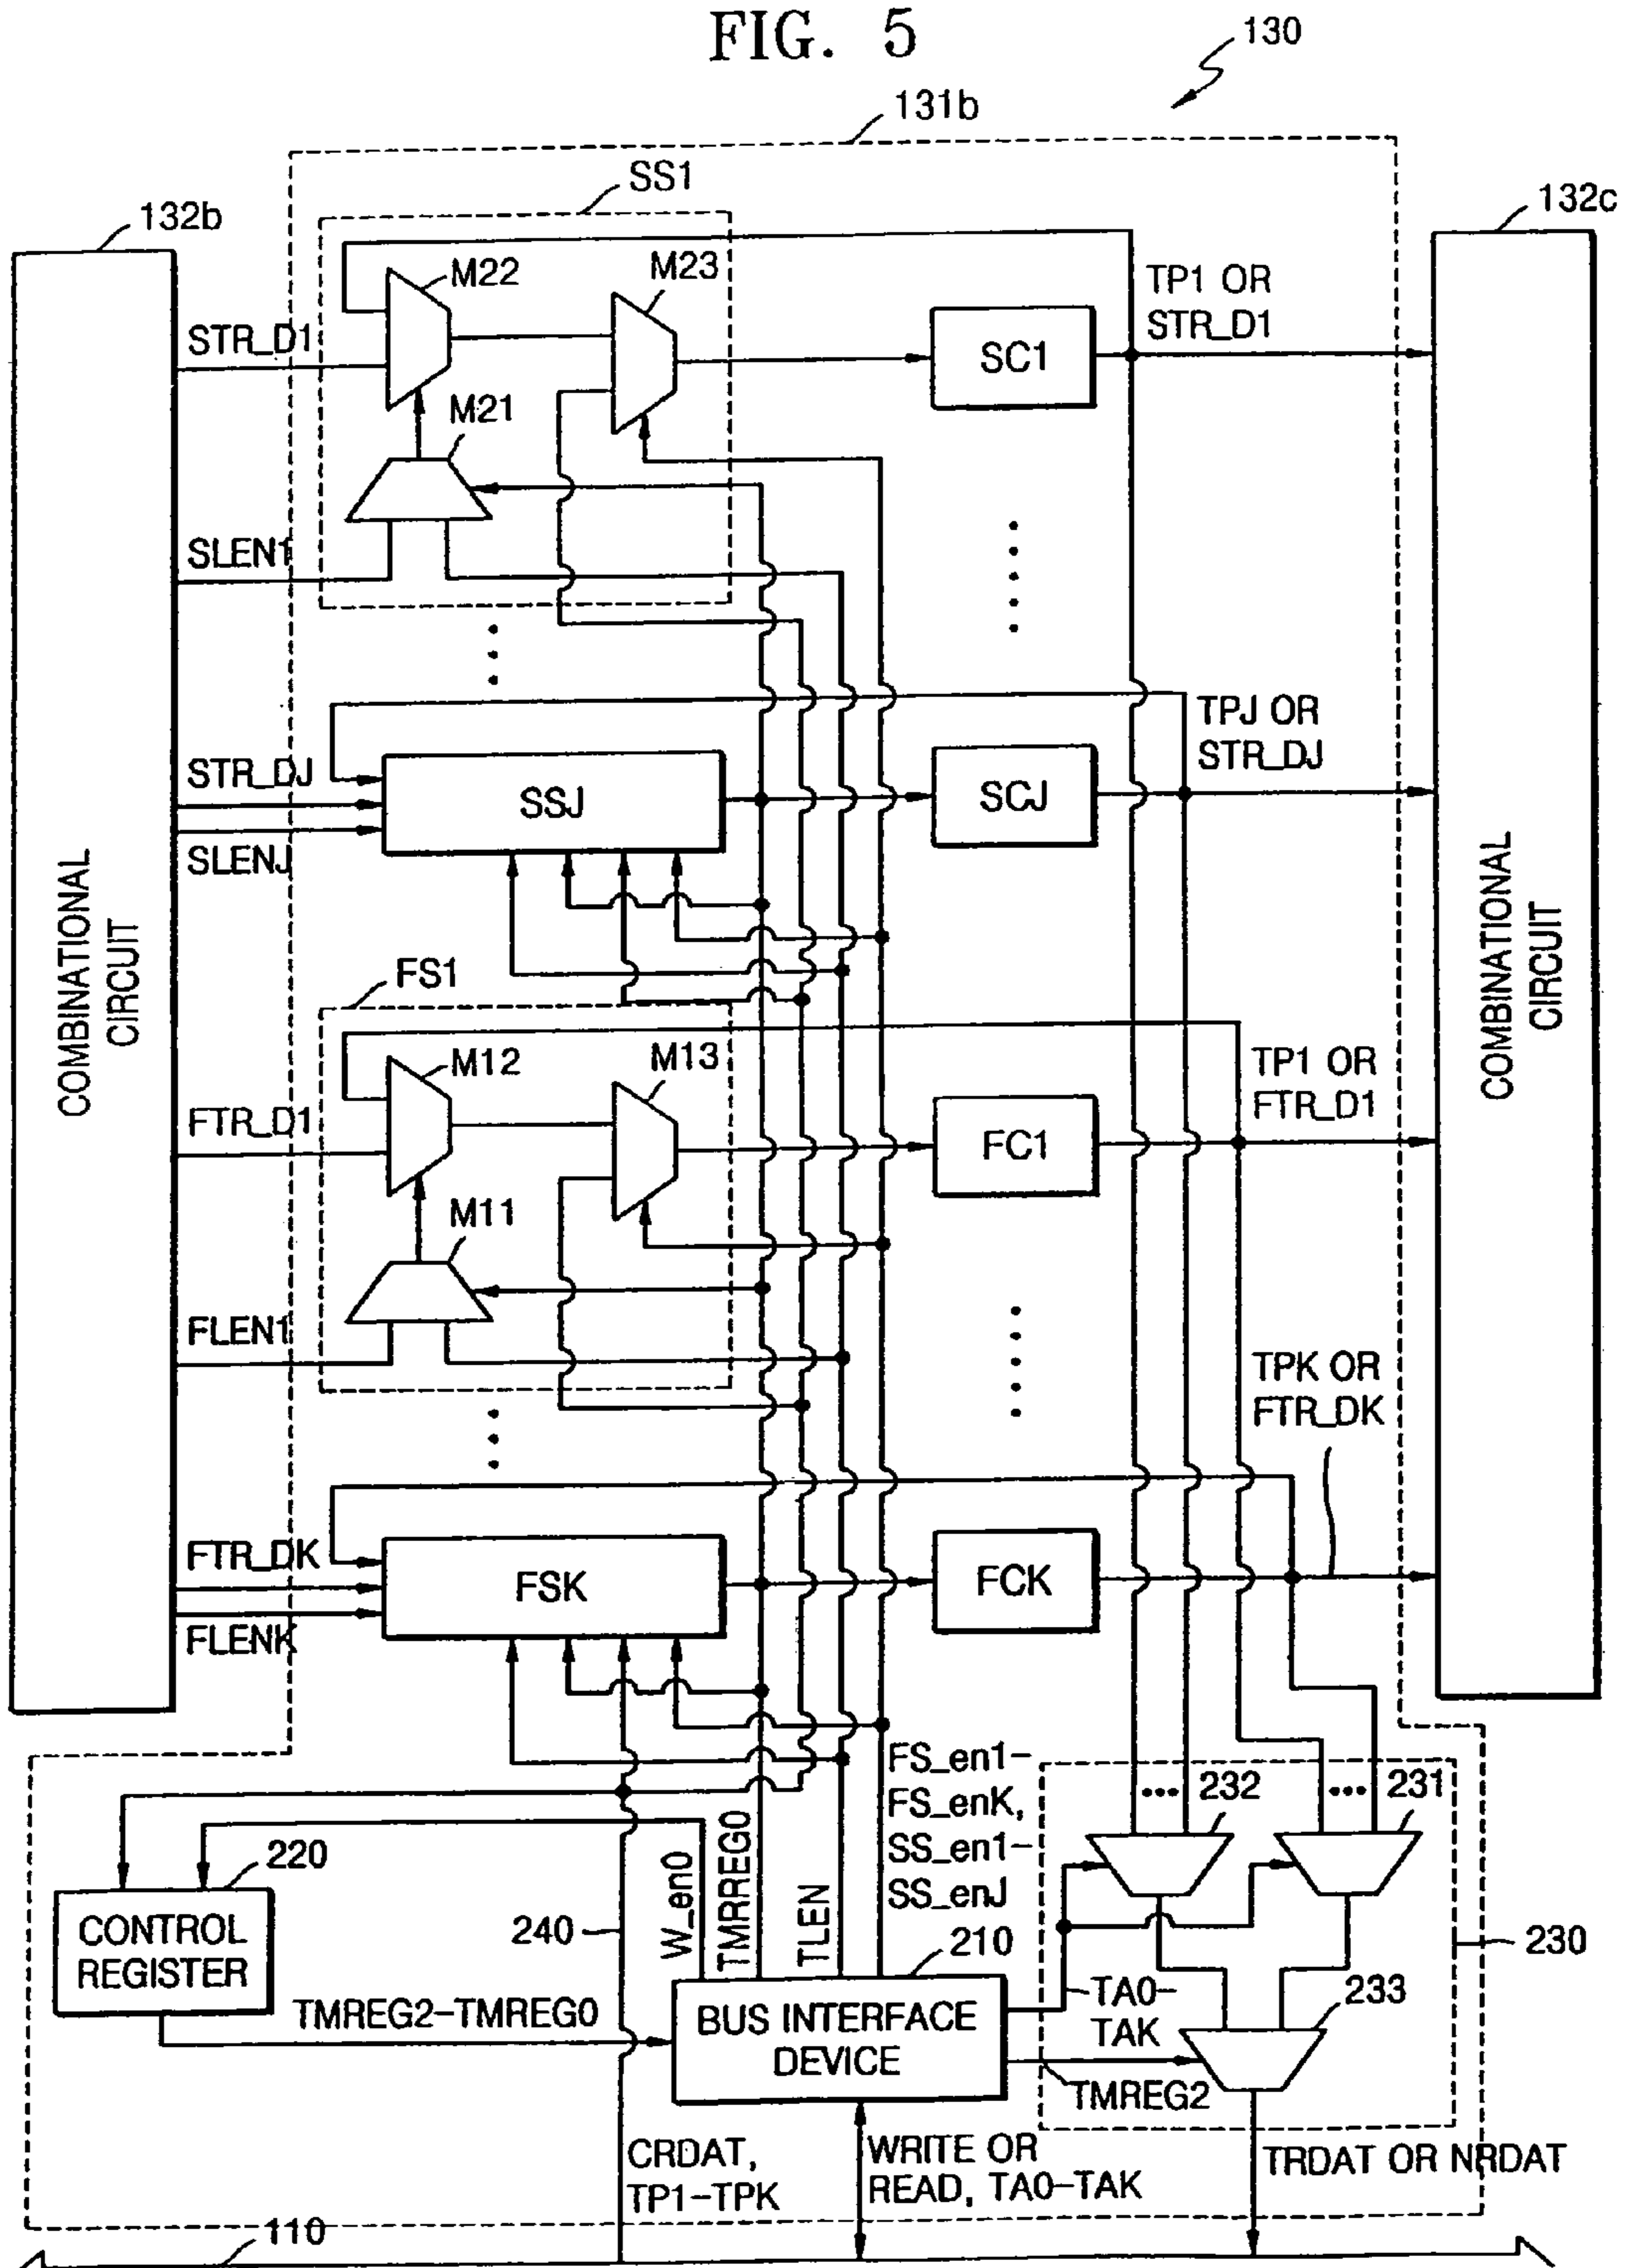 FIG. 5
130
131b
SS1
132b
132c
M22
M23
TP1 OR
STR_D1
STR_D1
SC1
M21
SLEN1
TPJ OR
STR_DJ
STR_DJ
SSJ
SCJ
SLENJ
COMBINATIONAL
CIRCUIT
COMBINATIONAL
CIRCUIT
FS1
M12
M13
TP1 OR
FTR_D1
FTR_D1
FC1
M11
FLEN1
TPK OR
FTR_DK
FTR_DK
FSK
FCK
FLENK
FS_en1-
FS_enK,
SS_en1-
SS_enJ
232
231
220
CONTROL
REGISTER
240
W_en0
TMRREG0
TLEN
210
230
TMREG2-TMREG0
BUS INTERFACE
DEVICE
TA0-
TAK
233
TMREG2
CRDAT,
TP1-TPK
WRITE OR
READ, TA0-TAK
TRDAT OR NRDAT
110